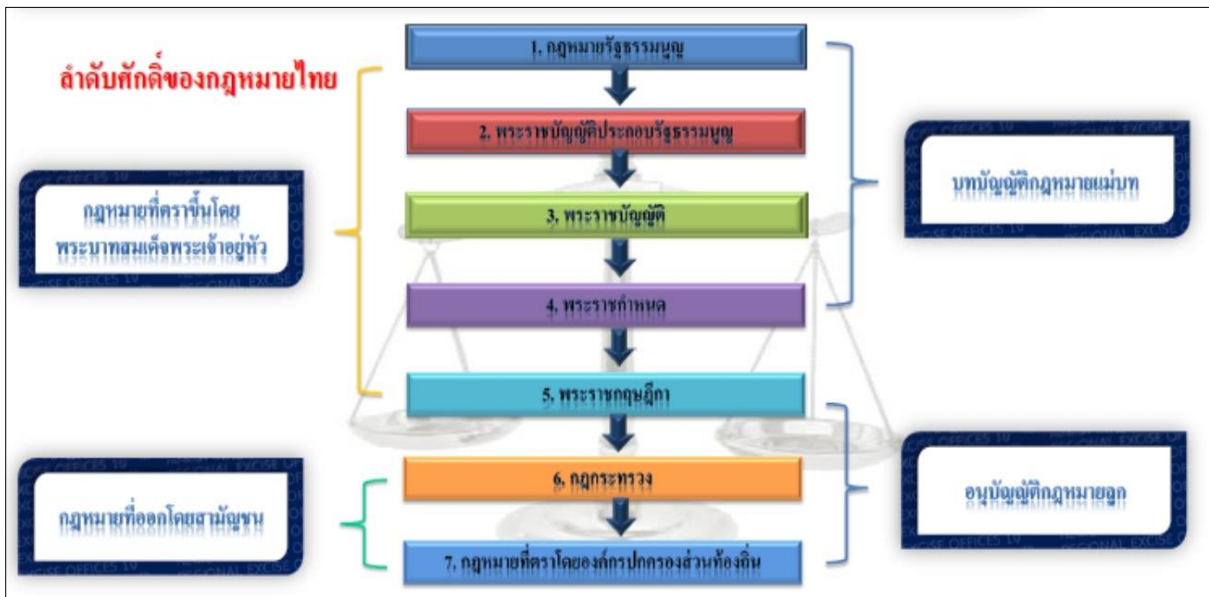 ลำดับศักดิ์ของกฎหมายไทย
1. กฎหมายรัฐธรรมนูญ
2. พระราชบัญญัติประกอบรัฐธรรมนูญ
3. พระราชบัญญัติ
4. พระราชกำหนด
5. พระราชกฤษฎีกา
6. กฎกระทรวง
7. กฎหมายที่ตราโดยองค์กรปกครองส่วนท้องถิ่น
กฎหมายที่ตราขึ้นโดย
พระบาทสมเด็จพระเจ้าอยู่หัว
กฎหมายที่ออกโดยสามัญชน
บทบัญญัติกฎหมายแม่บท
อนุบัญญัติกฎหมายลูก